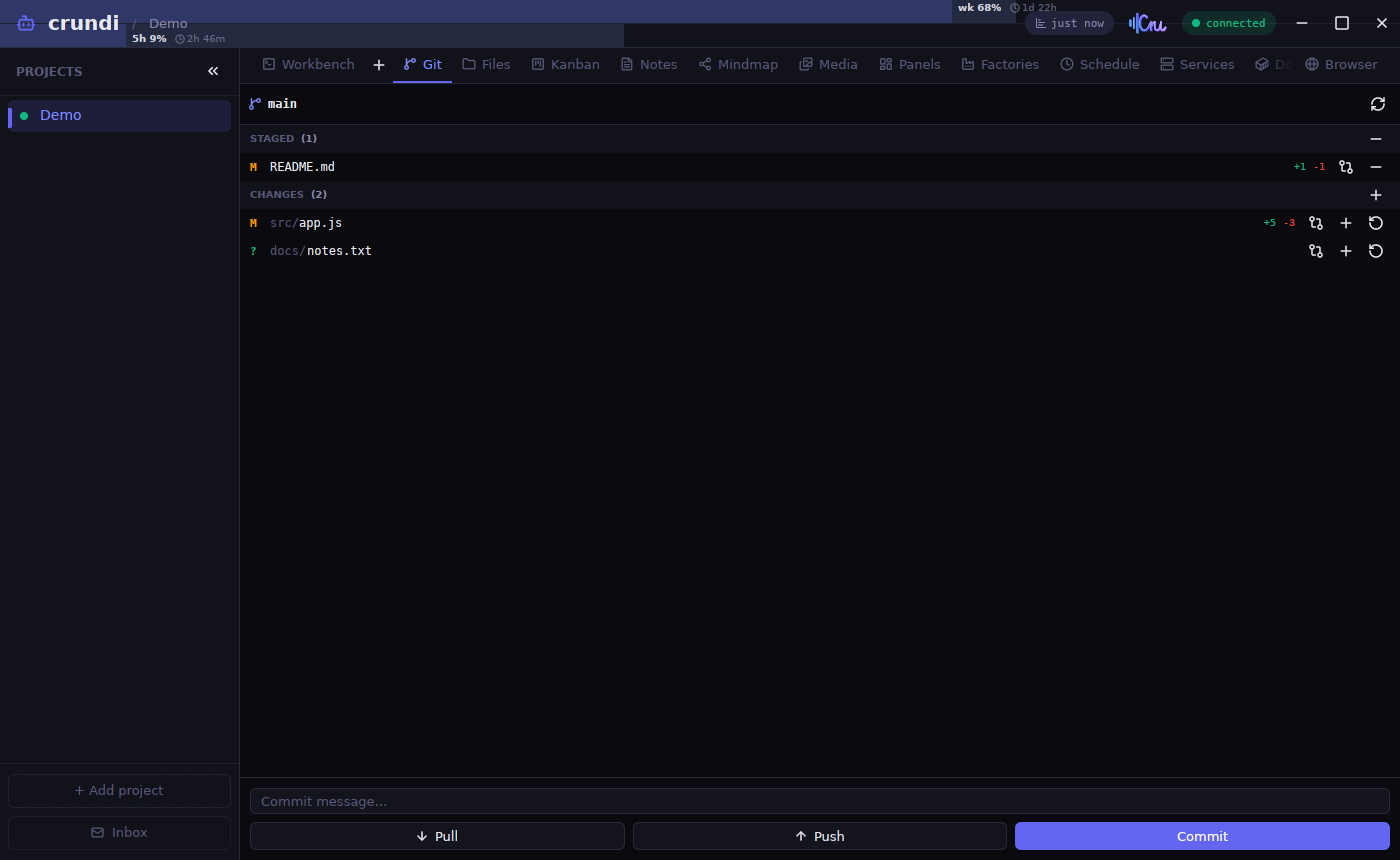 wk 68% 1d 22h
crundi / Demo
just now
connected
5h 9% 2h 46m
PROJECTS
Workbench + Git Files Kanban Notes Mindmap Media Panels Factories Schedule Services Do Browser
Demo
main
STAGED (1)
M README.md +1 -1
CHANGES (2)
M src/app.js +5 -3
? docs/notes.txt
+ Add project
Inbox
Commit message...
Pull
Push
Commit